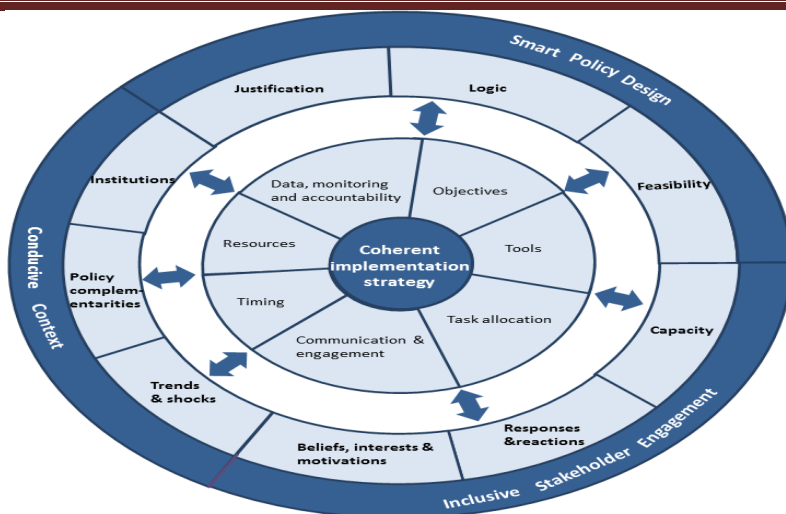 Smart Policy Design
Justification
Logic
Feasibility
Institutions
Data, monitoring
and accountability
Objectives
Resources
Tools
Coherent
implementation
strategy
Conducive Context
Policy
complem-
entarities
Timing
Task allocation
Capacity
Communication &
engagement
Trends
& shocks
Responses
&reactions
Beliefs, interests &
motivations
Inclusive Stakeholder Engagement